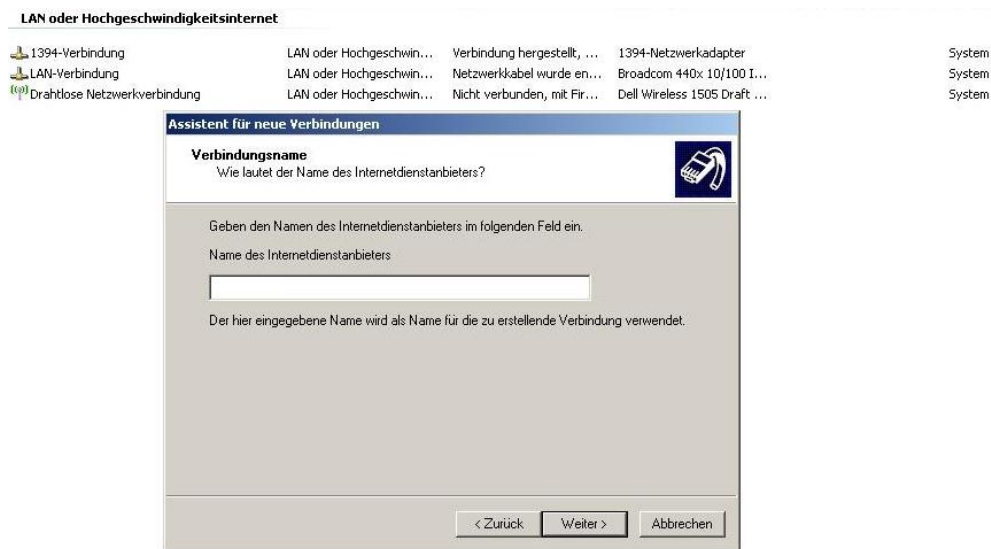 LAN oder Hochgeschwindigkeitsinternet
1394-Verbindung LAN oder Hochgeschwin... Verbindung hergestellt, ... 1394-Netzwerkadapter System
LAN-Verbindung LAN oder Hochgeschwin... Netzwerkkabel wurde en... Broadcom 440x 10/100 I... System
Drahtlose Netzwerkverbindung LAN oder Hochgeschwin... Nicht verbunden, mit Fir... Dell Wireless 1505 Draft ... System
Assistent für neue Verbindungen
Verbindungsname
Wie lautet der Name des Internetdienstanbieters?
Geben den Namen des Internetdienstanbieters im folgenden Feld ein.
Name des Internetdienstanbieters
Der hier eingegebene Name wird als Name für die zu erstellende Verbindung verwendet.
< Zurück Weiter > Abbrechen